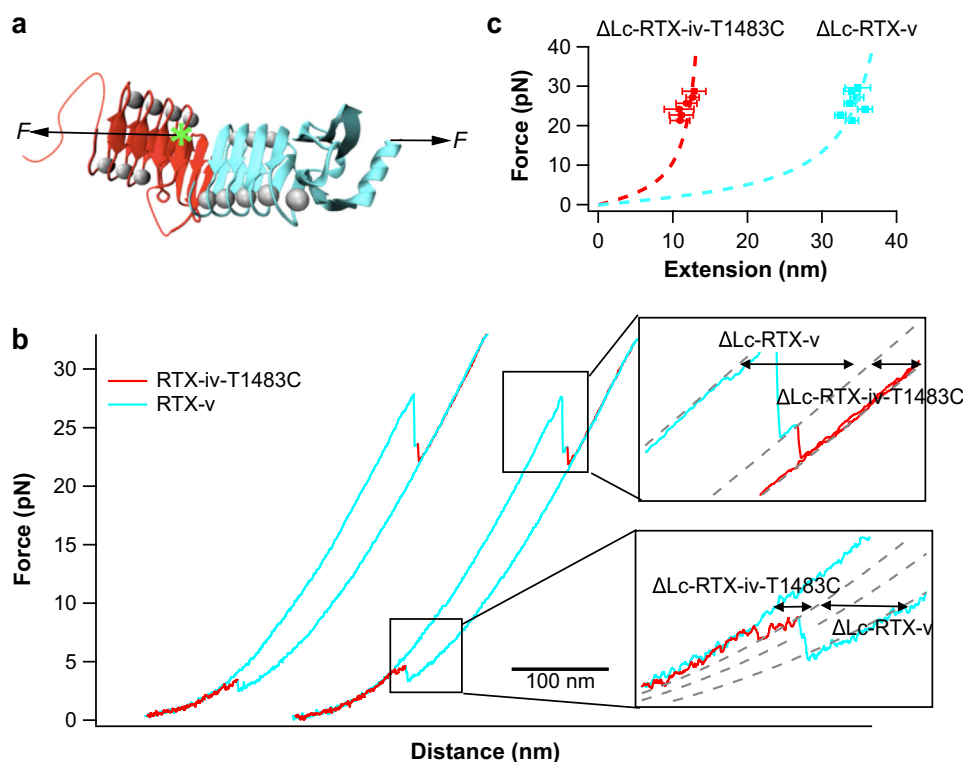 a
F
F
c
ΔLc-RTX-iv-T1483C
ΔLc-RTX-v
40
30
20
10
0
Force (pN)
0
10
20
30
40
Extension (nm)
b
RTX-iv-T1483C
RTX-v
30
25
20
15
10
5
0
Force (pN)
100 nm
Distance (nm)
ΔLc-RTX-v
ΔLc-RTX-iv-T1483C
ΔLc-RTX-iv-T1483C
ΔLc-RTX-v